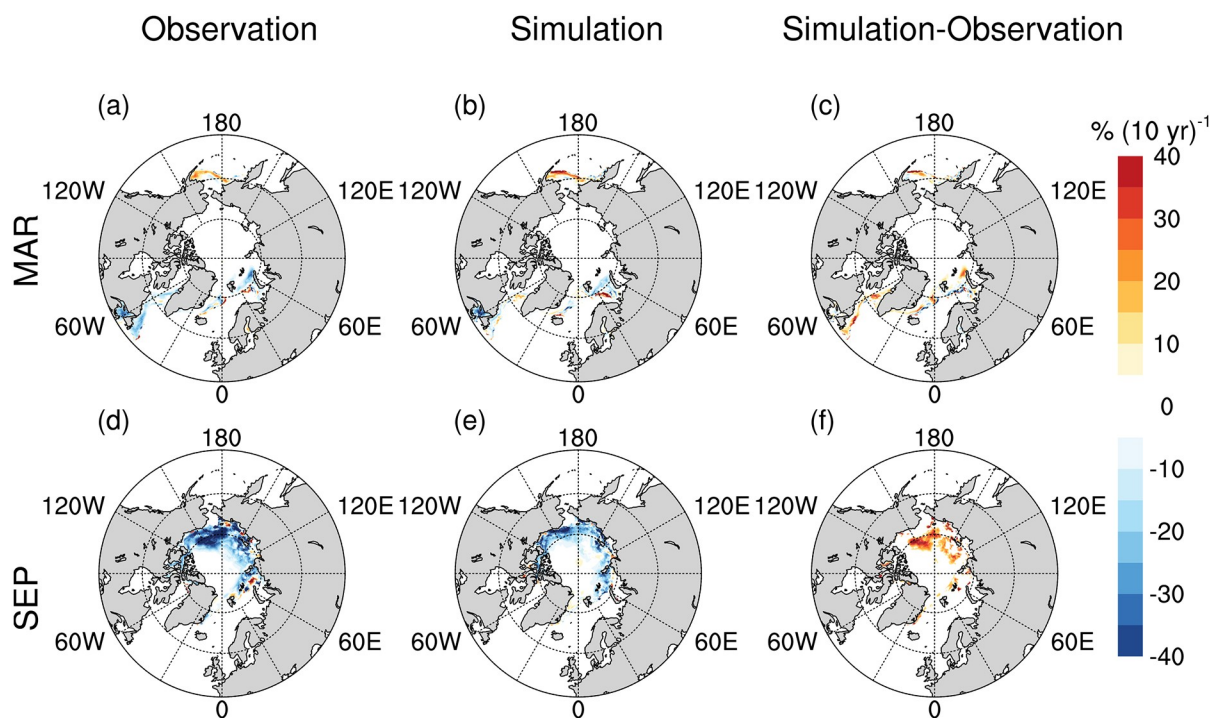 Observation Simulation Simulation-Observation
(a) (b) (c)
180 180 180
% (10 yr)⁻¹
120W 120E 120W 120E 120W 120E
MAR
60W 60E 60W 60E 60W 60E
0 0 0
(d) (e) (f)
180 180 180
120W 120E 120W 120E 120W 120E
SEP
60W 60E 60W 60E 60W 60E
0 0 0
40
30
20
10
0
-10
-20
-30
-40